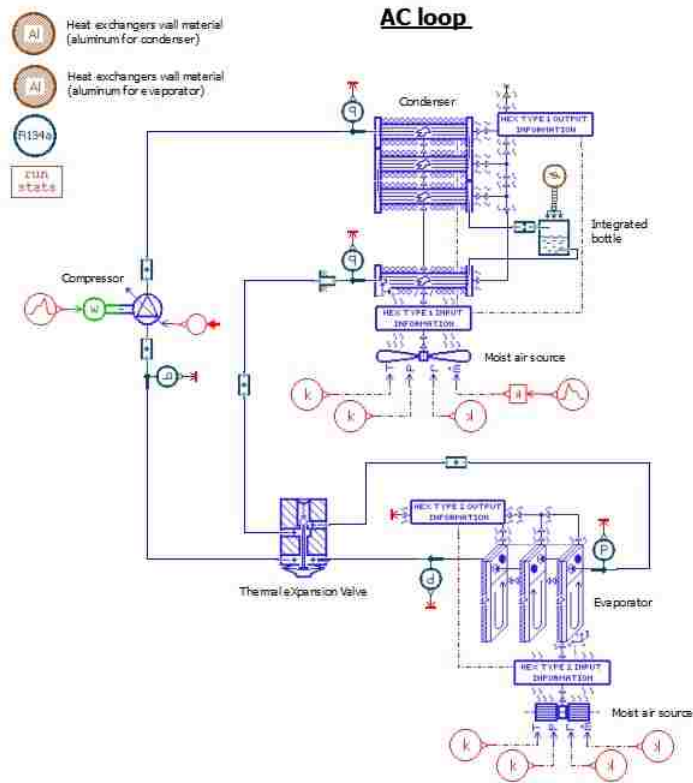 AC loop
Al
Heat exchangers wall material
(aluminum for condenser)
Al
Heat exchangers wall material
(aluminum for evaporator)
R134a
run
stats
Condenser
HEX TYPE 1 OUTPUT
INFORMATION
Integrated
bottle
Compressor
HEX TYPE 1 INPUT
INFORMATION
Moist air source
k
k
k
Thermal eXpansion Valve
HEX TYPE 2 OUTPUT
INFORMATION
P
Evaporator
HEX TYPE 2 INPUT
INFORMATION
Moist air source
k
k
k
k